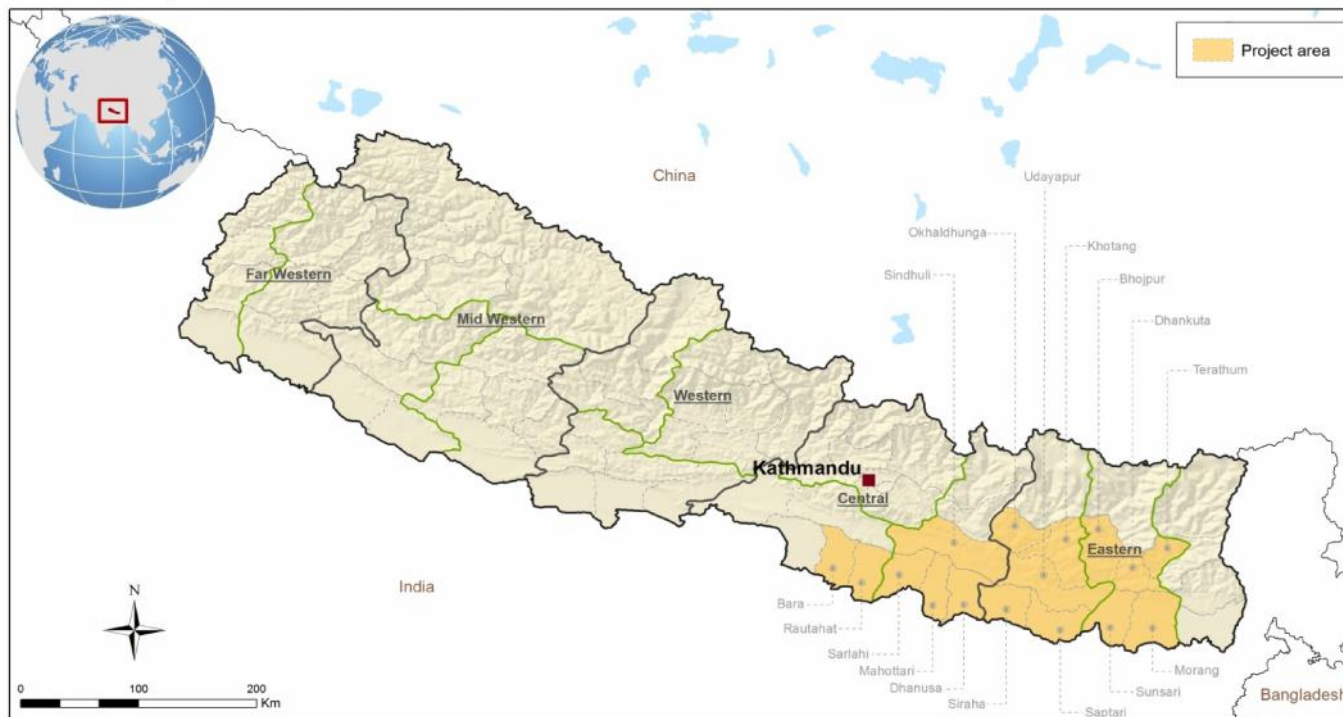 Project area
China
Udayapur
Okhaldhunga
Khotang
Sindhuli
Bhojpur
Dhankuta
Terathum
Far Western
Mid Western
Western
Kathmandu
Central
Eastern
India
N
Bara
Rautahat
Sarlahi
Mahottari
Dhanusa
Siraha
Saptari
Sunsari
Morang
Bangladesh
0 100 200
Km